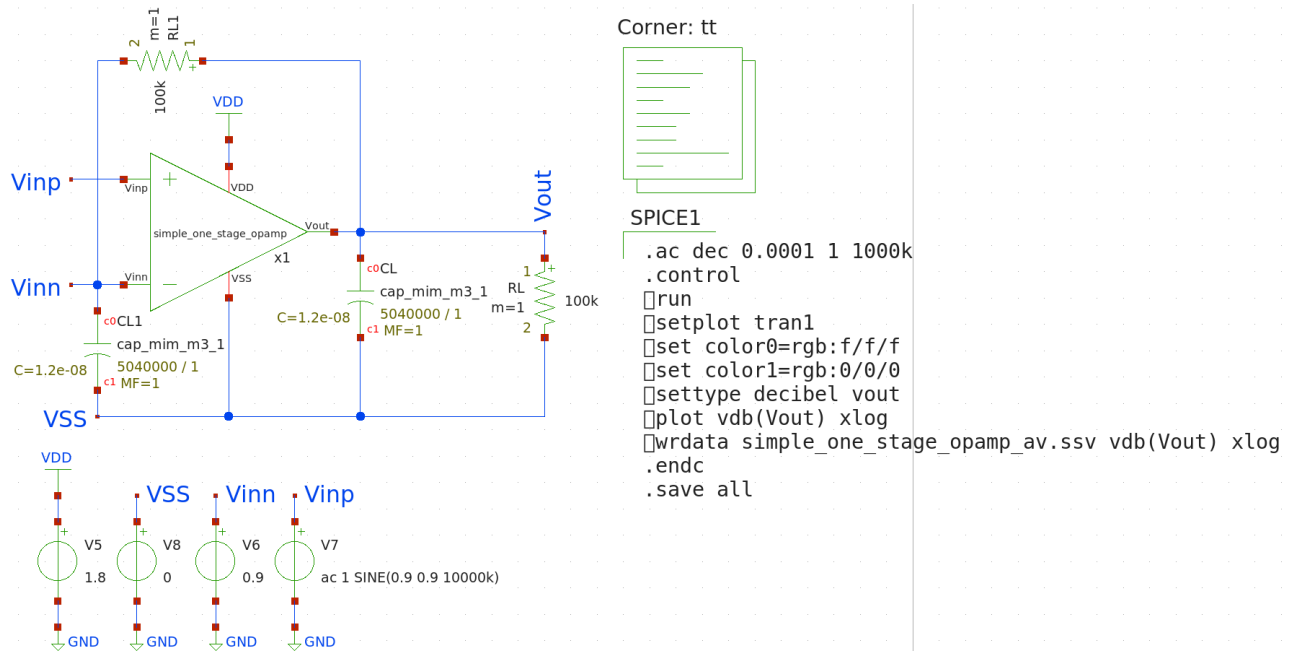 m=1
RL1
2
1
+
100k
VDD
Vinp
Vinp
+
VDD
simple_one_stage_opamp
Vout
Vout
x1
Vinn
Vinn
−
VSS
c0
CL1
cap_mim_m3_1
5040000 / 1
C=1.2e-08
c1
MF=1
c0
CL
cap_mim_m3_1
5040000 / 1
C=1.2e-08
c1
MF=1
1
+
RL
m=1
100k
2
VSS
VDD
+
V5
1.8
GND
VSS
+
V8
0
GND
Vinn
+
V6
0.9
GND
Vinp
+
V7
ac 1 SINE(0.9 0.9 10000k)
GND
Corner: tt
SPICE1
.ac dec 0.0001 1 1000k
.control
run
setplot tran1
set color0=rgb:f/f/f
set color1=rgb:0/0/0
settype decibel vout
plot vdb(Vout) xlog
wrdata simple_one_stage_opamp_av.ssv vdb(Vout) xlog
.endc
.save all